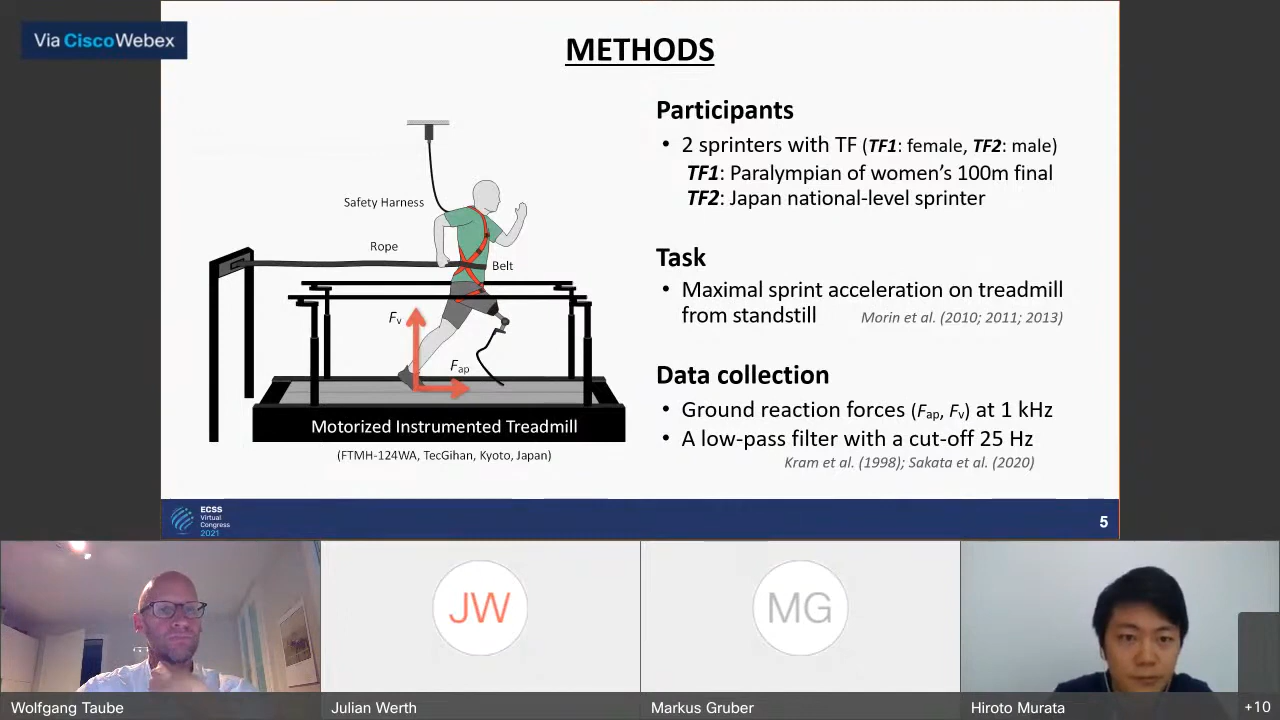 Via Cisco Webex
METHODS
Safety Harness
Rope
Belt
Fv
Fap
Motorized Instrumented Treadmill
(FTMH-124WA, TecGihan, Kyoto, Japan)
Participants
• 2 sprinters with TF (TF1: female, TF2: male)
TF1: Paralympian of women’s 100m final
TF2: Japan national-level sprinter
Task
• Maximal sprint acceleration on treadmill
from standstill Morin et al. (2010; 2011; 2013)
Data collection
• Ground reaction forces (Fap, Fv) at 1 kHz
• A low-pass filter with a cut-off 25 Hz
Kram et al. (1998); Sakata et al. (2020)
ECSS
Virtual
Congress
2021
5
JW
MG
Wolfgang Taube
Julian Werth
Markus Gruber
Hiroto Murata
+10